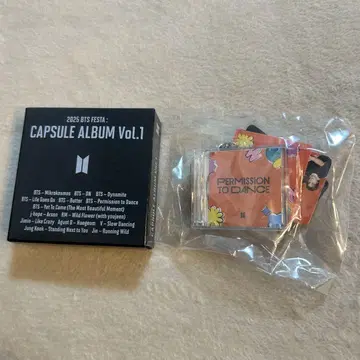 2025 BTS FESTA :
CAPSULE ALBUM Vol.1
BTS – Mikrokosmos BTS – ON BTS – Dynamite
BTS – Life Goes On BTS – Butter BTS – Permission to Dance
BTS – Yet To Come (The Most Beautiful Moment)
j-hope – Arson RM – Wild Flower (with youjeen)
Jimin – Like Crazy Agust D – Haegeum V – Slow Dancing
Jung Kook – Standing Next to You Jin – Running Wild
PERMISSION
TO DANCE